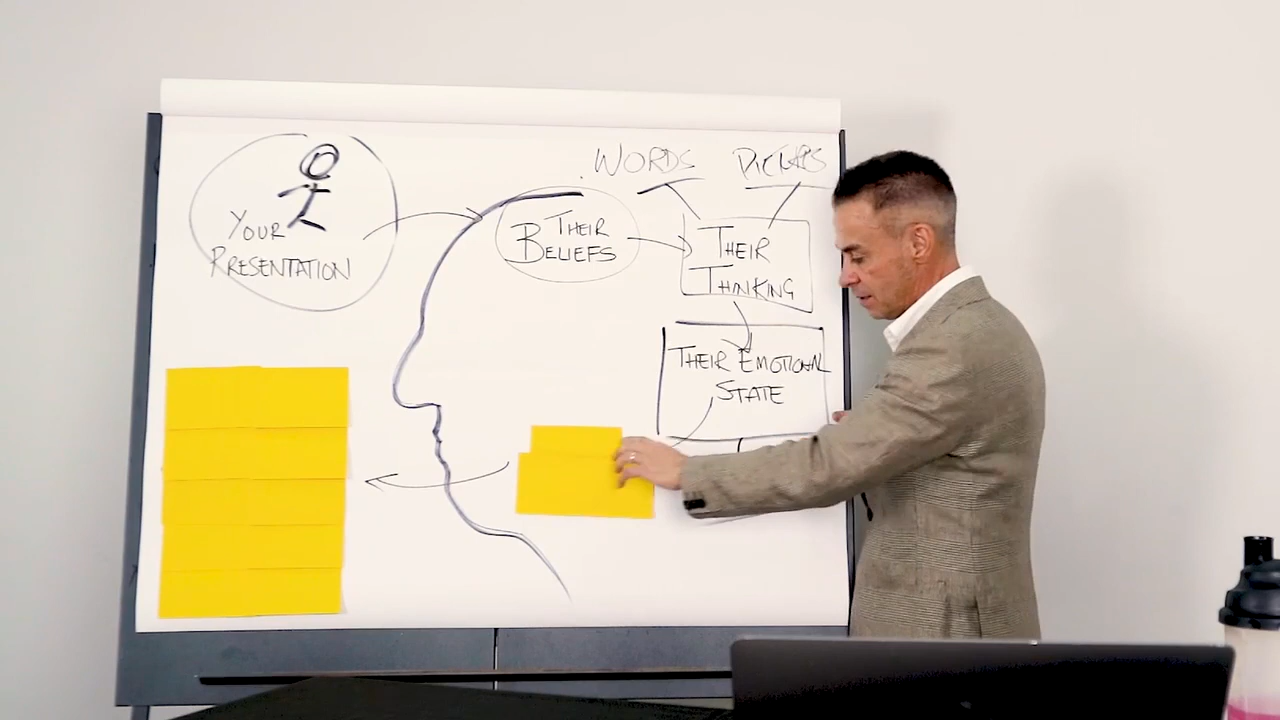 WORDS PICTURES
YOUR
PRESENTATION
THEIR
BELIEFS
THEIR
THINKING
THEIR EMOTIONAL
STATE